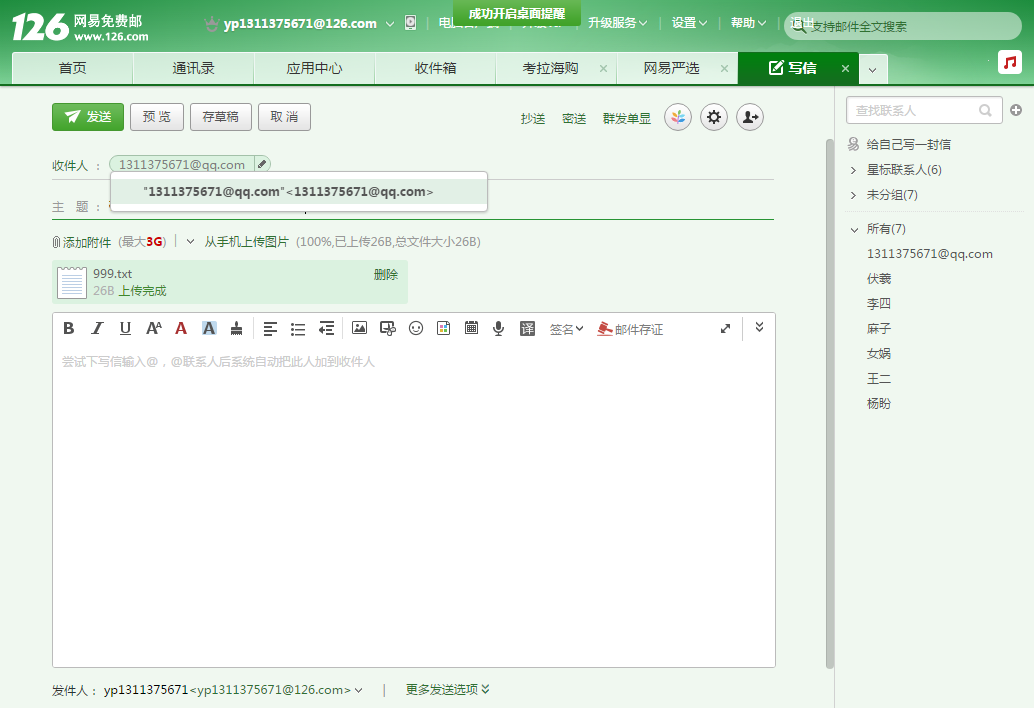 126 网易免费邮
www.126.com
yp1311375671@126.com
成功开启桌面提醒
升级服务
设置
帮助
退出
支持邮件全文搜索
首页
通讯录
应用中心
收件箱
考拉海购
网易严选
写信
发送
预 览
存草稿
取 消
抄送
密送
群发单显
收件人：
1311375671@qq.com
"1311375671@qq.com"<1311375671@qq.com>
主 题：
添加附件 (最大3G)
从手机上传图片 (100%,已上传26B,总文件大小26B)
999.txt
删除
26B 上传完成
B I U A A A A 译 签名 邮件存证
尝试下写信输入@，@联系人后系统自动把此人加到收件人
发件人：yp1311375671<yp1311375671@126.com>
更多发送选项
查找联系人
给自己写一封信
星标联系人(6)
未分组(7)
所有(7)
1311375671@qq.com
伏羲
李四
麻子
女娲
王二
杨盼